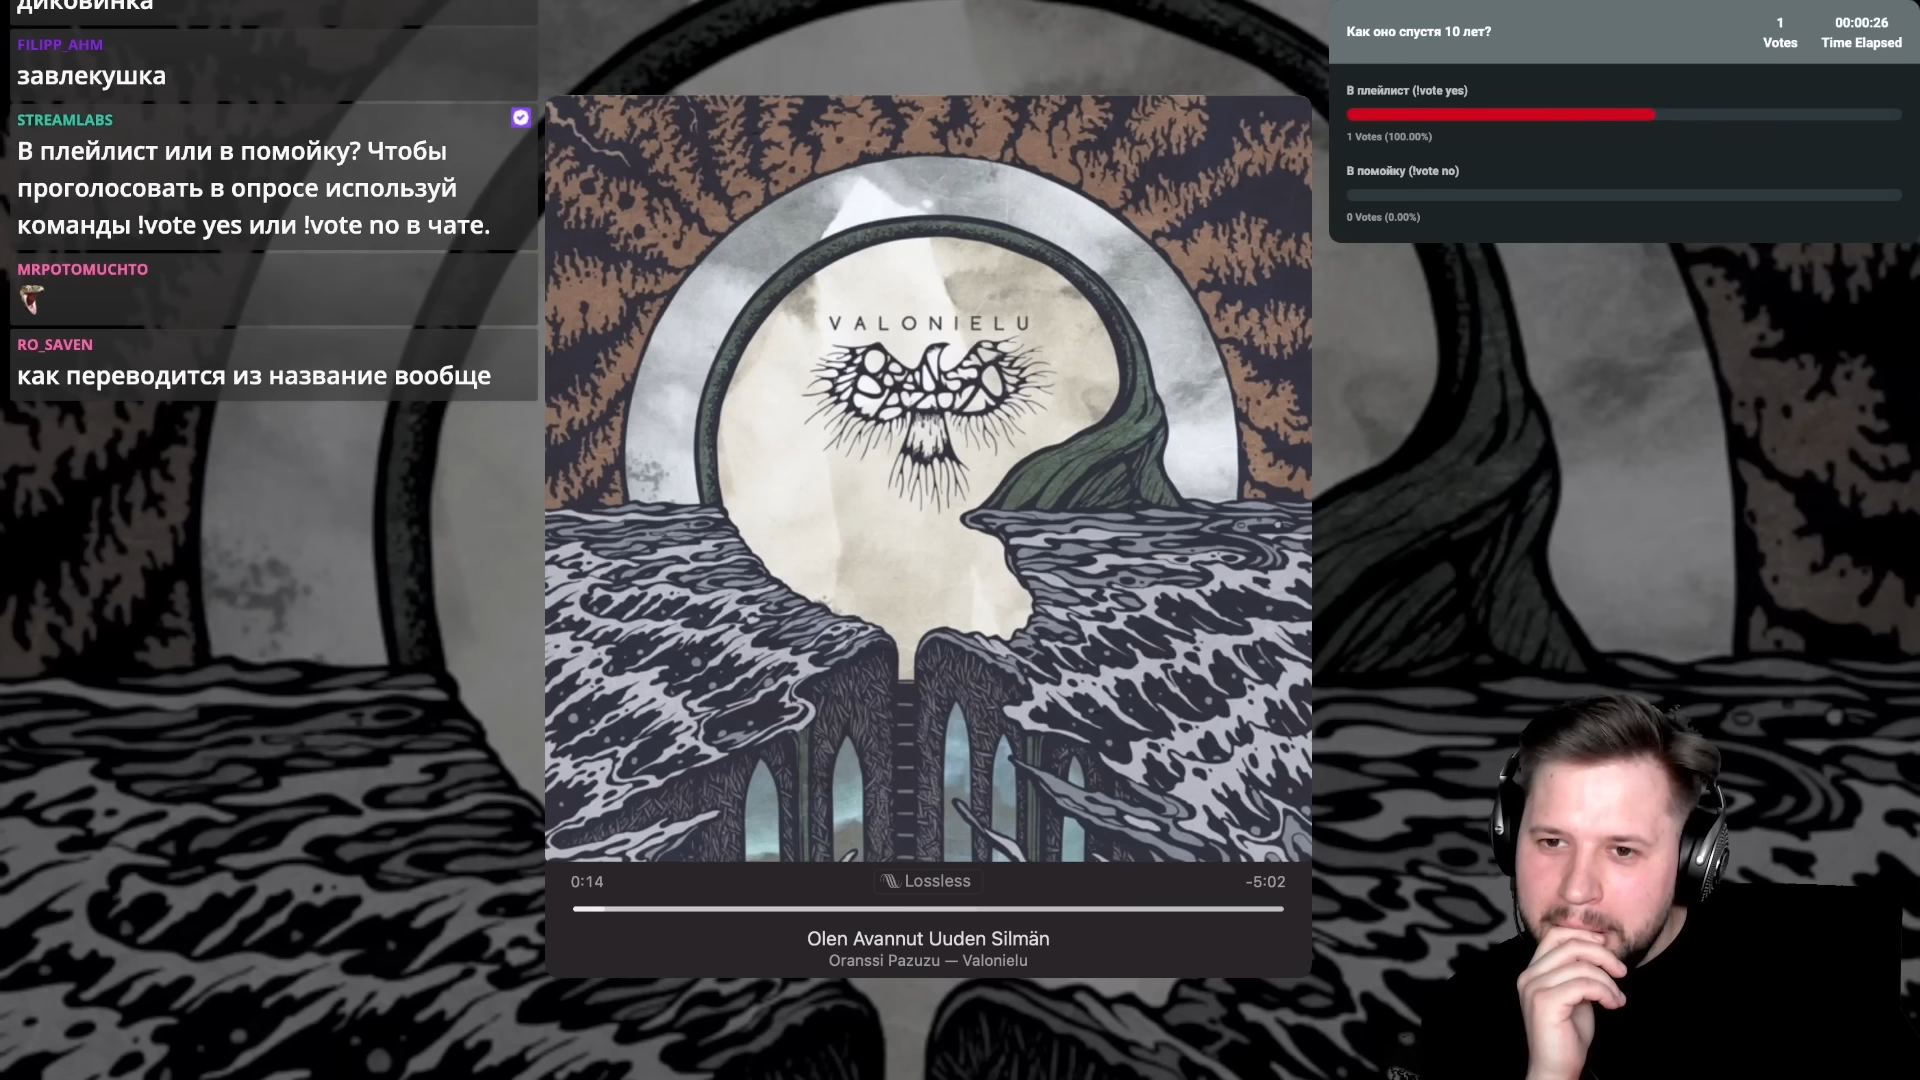 диковинка
FILIPP_AHM
завлекушка
STREAMLABS
В плейлист или в помойку? Чтобы
проголосовать в опросе используй
команды !vote yes или !vote no в чате.
MRPOTOMUCHTO
RO_SAVEN
как переводится из название вообще
VALONIELU
ORANSSI
PAZUZU
0:14
Lossless
-5:02
Olen Avannut Uuden Silmän
Oranssi Pazuzu — Valonielu
Как оно спустя 10 лет?
1
Votes
00:00:26
Time Elapsed
В плейлист (!vote yes)
1 Votes (100.00%)
В помойку (!vote no)
0 Votes (0.00%)